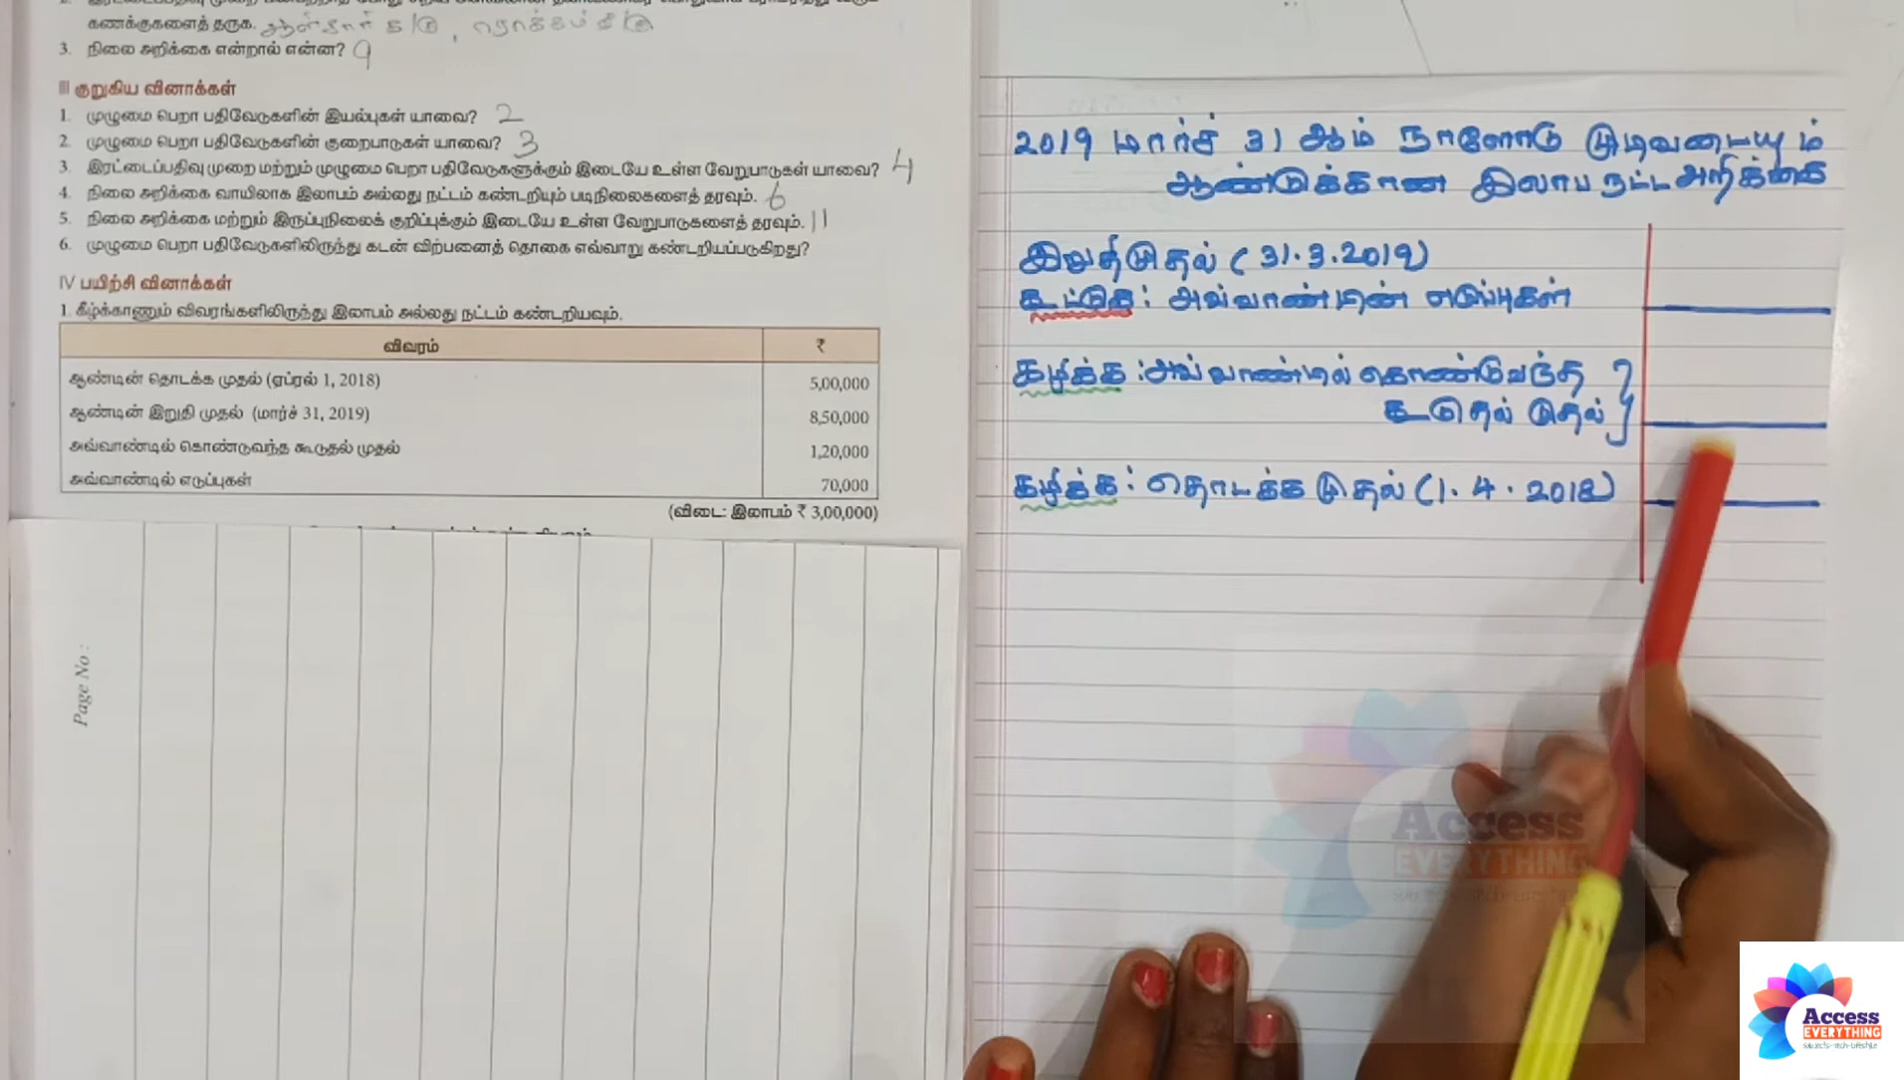 கணக்குகளைத் தருக.
3. நிலை அறிக்கை என்றால் என்ன? 9
III குறுகிய வினாக்கள்
1. முழுமை பெறா பதிவேடுகளின் இயல்புகள் யாவை? 2
2. முழுமை பெறா பதிவேடுகளின் குறைபாடுகள் யாவை? 3
3. இரட்டைப்பதிவு முறை மற்றும் முழுமை பெறா பதிவேடுகளுக்கும் இடையே உள்ள வேறுபாடுகள் யாவை? 4
4. நிலை அறிக்கை வாயிலாக இலாபம் அல்லது நட்டம் கண்டறியும் படிநிலைகளைத் தரவும். 6
5. நிலை அறிக்கை மற்றும் இருப்புநிலைக் குறிப்புக்கும் இடையே உள்ள வேறுபாடுகளைத் தரவும். 11
6. முழுமை பெறா பதிவேடுகளிலிருந்து கடன் விற்பனைத் தொகை எவ்வாறு கண்டறியப்படுகிறது?
IV பயிற்சி வினாக்கள்
1. கீழ்க்காணும் விவரங்களிலிருந்து இலாபம் அல்லது நட்டம் கண்டறியவும்.
விவரம் ₹
ஆண்டின் தொடக்க முதல் (ஏப்ரல் 1, 2018) 5,00,000
ஆண்டின் இறுதி முதல் (மார்ச் 31, 2019) 8,50,000
அவ்வாண்டில் கொண்டுவந்த கூடுதல் முதல் 1,20,000
அவ்வாண்டில் எடுப்புகள் 70,000
(விடை: இலாபம் ₹ 3,00,000)
Page No :
2019 மார்ச் 31 ஆம் நாளோடு முடிவடையும்
ஆண்டுக்கான இலாப நட்ட அறிக்கை
இறுதிமுதல் (31.3.2019)
கூட்டுக: அவ்வாண்டின் எடுப்புகள்
கழிக்க: அவ்வாண்டில் கொண்டுவந்த
கூடுதல் முதல்
கழிக்க: தொடக்க முதல் (1.4.2018)
Access
EVERYTHING
Access
EVERYTHING